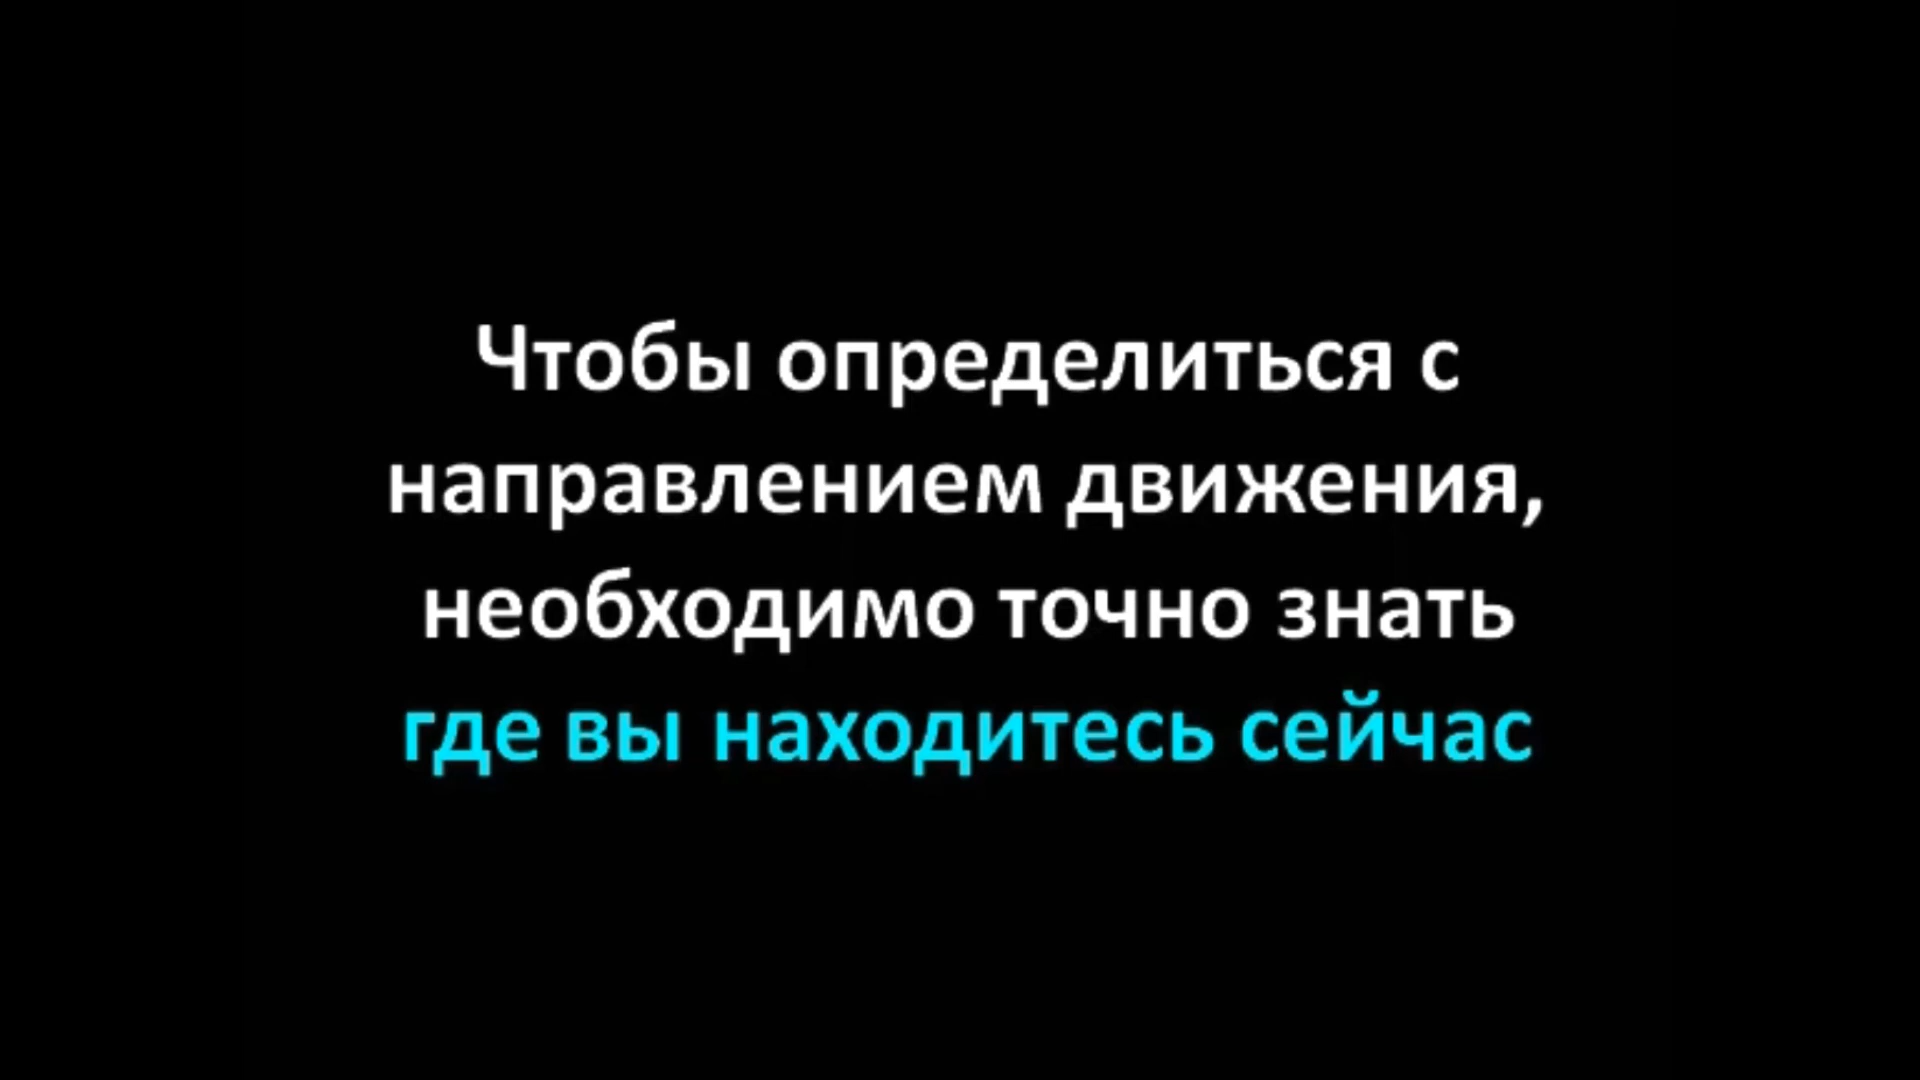 Чтобы определиться с
направлением движения,
необходимо точно знать
где вы находитесь сейчас